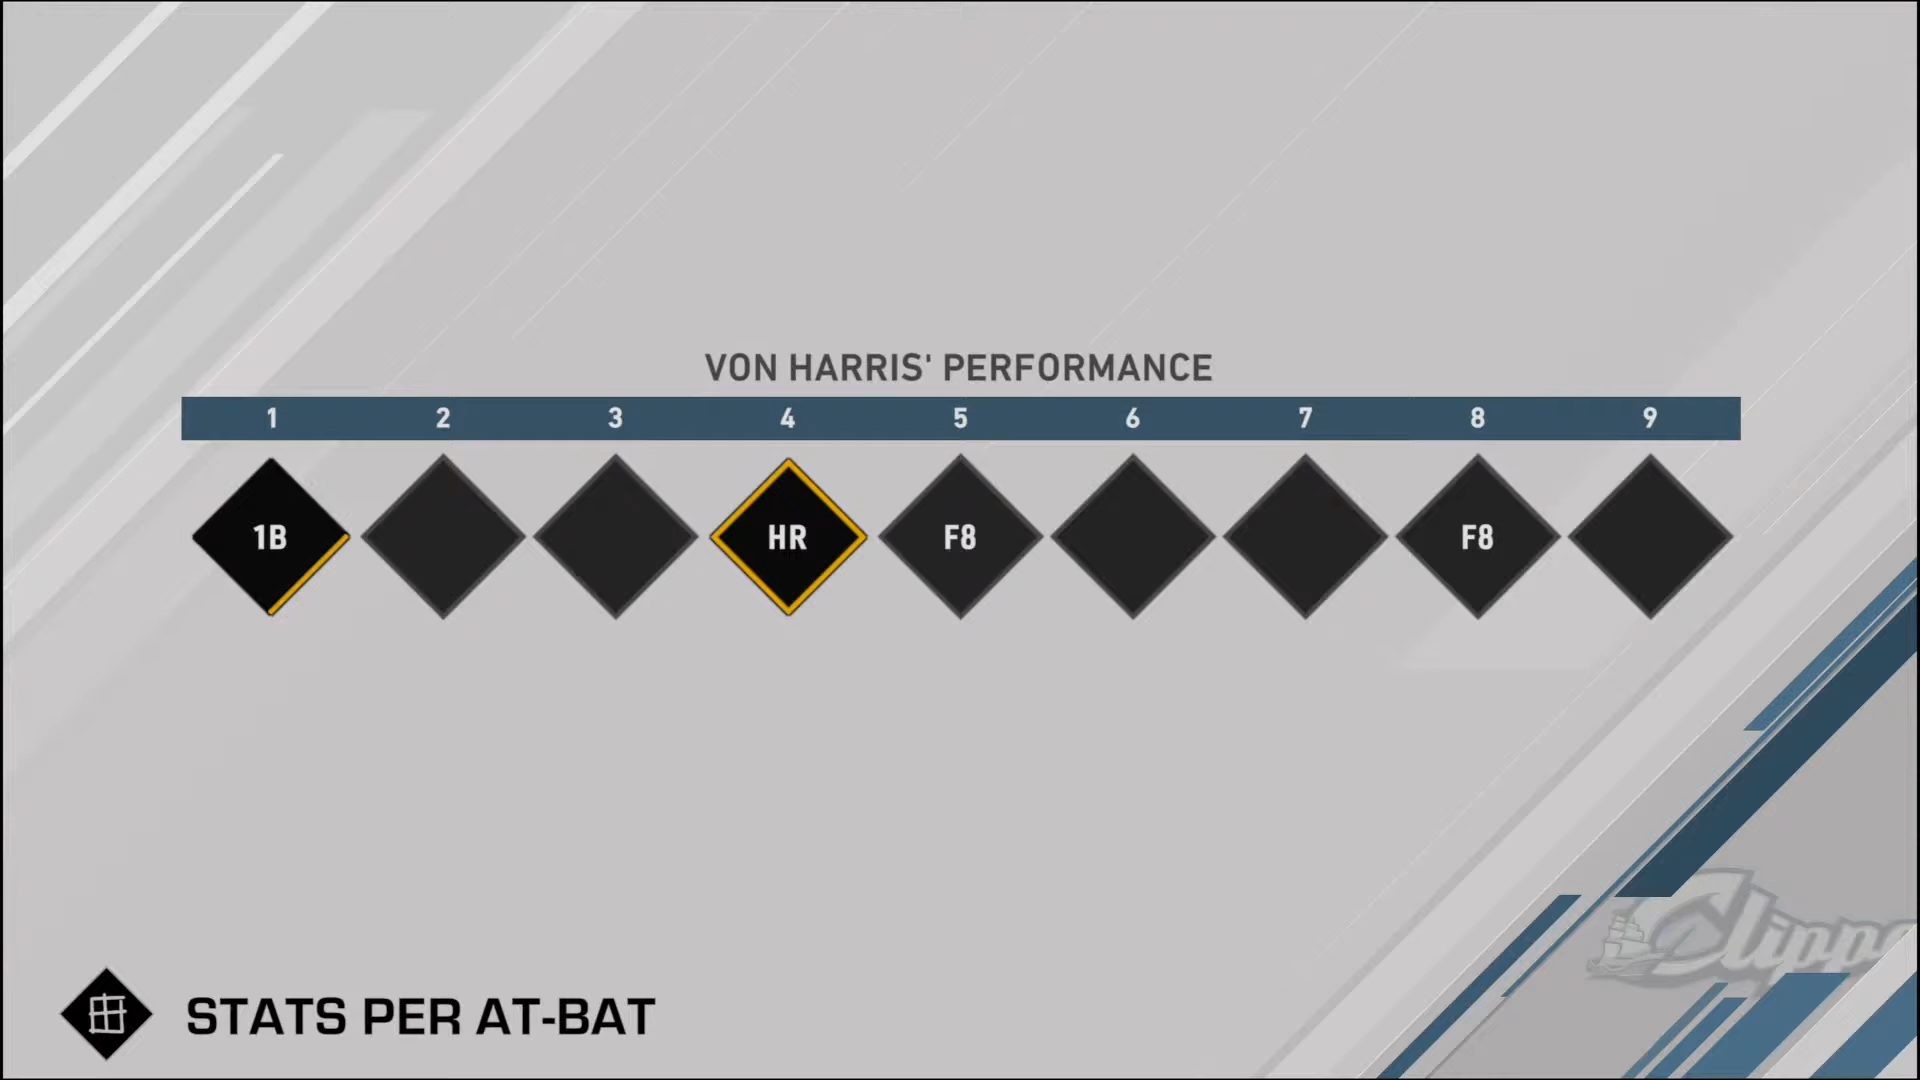 VON HARRIS' PERFORMANCE
1 2 3 4 5 6 7 8 9
1B HR F8 F8
Clippe
STATS PER AT-BAT